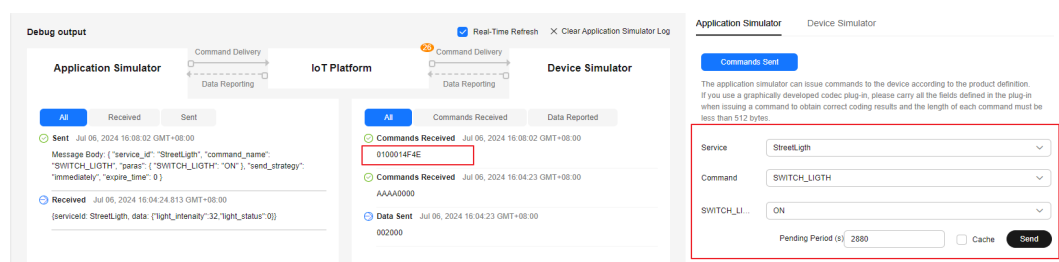 Debug output
Real-Time Refresh
Clear Application Simulator Log
Application Simulator
Command Delivery
Data Reporting
IoT Platform
26
Command Delivery
Data Reporting
Device Simulator
All Received Sent
Sent Jul 06, 2024 16:08:02 GMT+08:00
Message Body: { "service_id": "StreetLigth", "command_name":
"SWITCH_LIGTH", "paras": { "SWITCH_LIGTH": "ON" }, "send_strategy":
"immediately", "expire_time": 0 }
Received Jul 06, 2024 16:04:24.813 GMT+08:00
{serviceId: StreetLigth, data: {"light_intenaity":32,"light_status":0}}
All Commands Received Data Reported
Commands Received Jul 06, 2024 16:08:02 GMT+08:00
0100014F4E
Commands Received Jul 06, 2024 16:04:23 GMT+08:00
AAAA0000
Data Sent Jul 06, 2024 16:04:23 GMT+08:00
002000
Application Simulator Device Simulator
Commands Sent
The application simulator can issue commands to the device according to the product definition.
If you use a graphically developed codec plug-in, please carry all the fields defined in the plug-in
when issuing a command to obtain correct coding results and the length of each command must be
less than 512 bytes.
Service StreetLigth
Command SWITCH_LIGTH
SWITCH_LI... ON
Pending Period (s) 2880 Cache Send